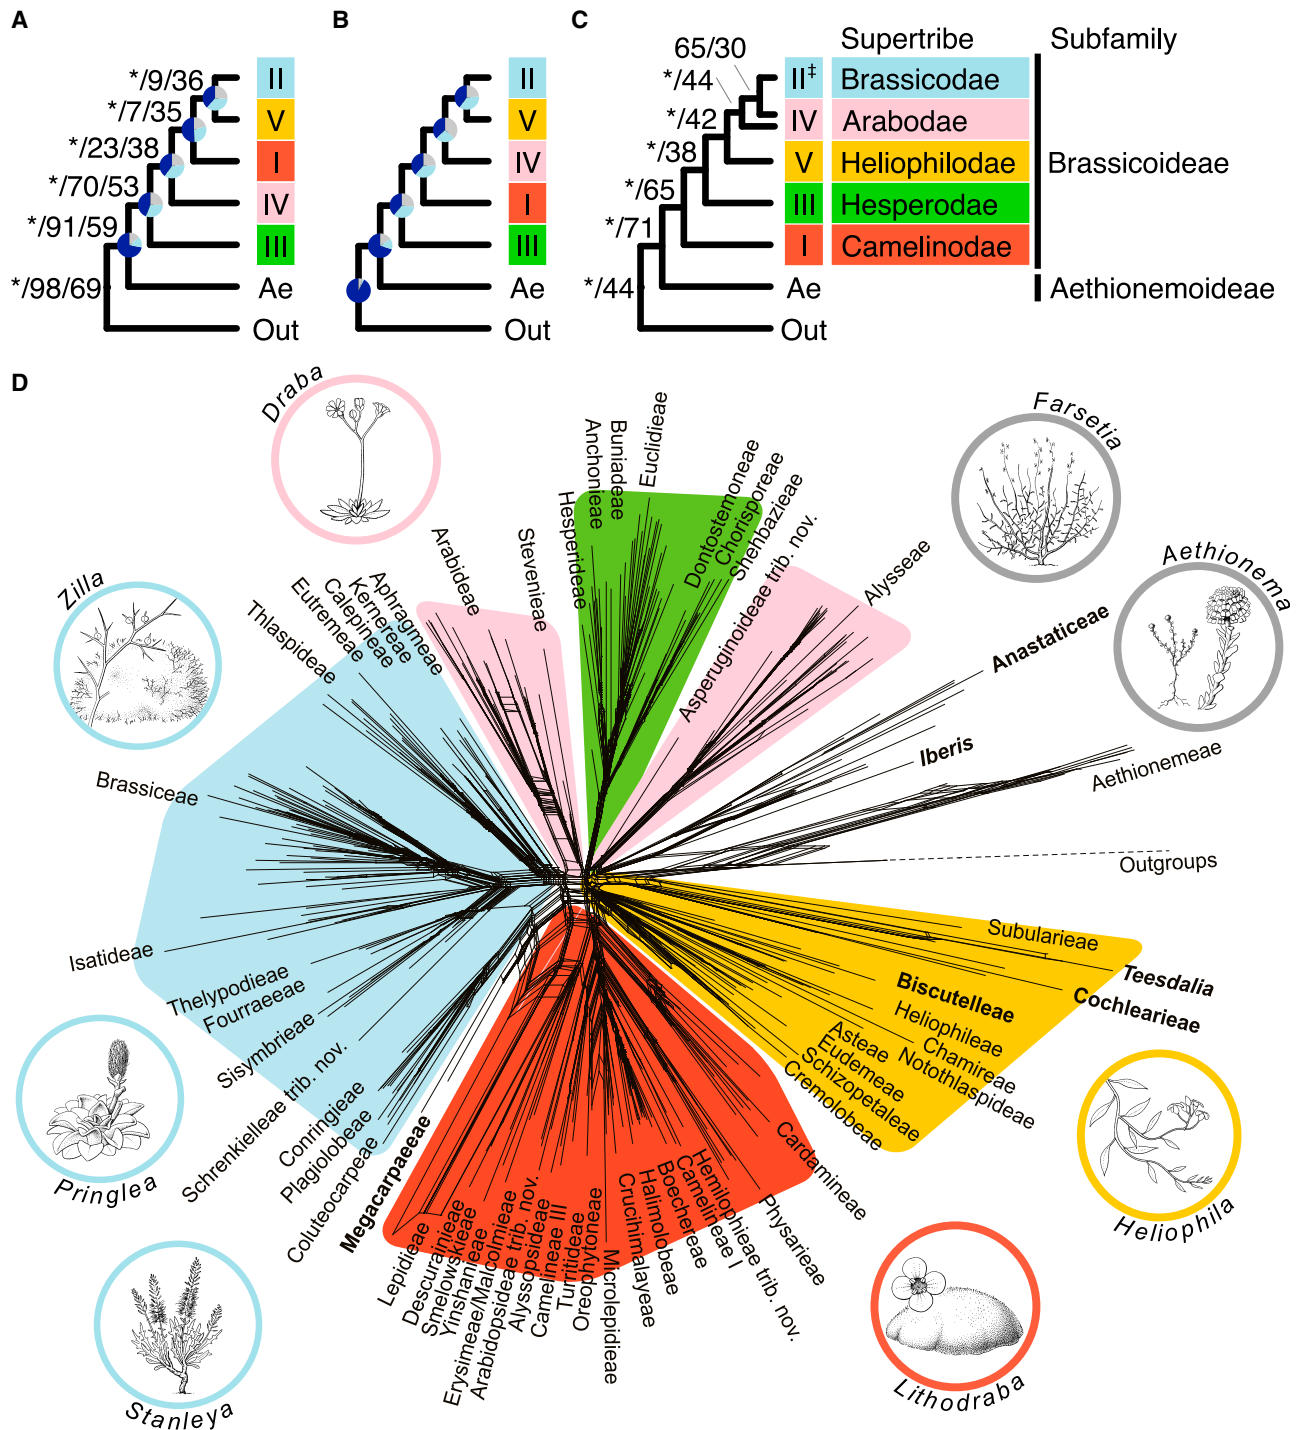 A
*/9/36
*/7/35
*/23/38
*/70/53
*/91/59
*/98/69
II
V
I
IV
III
Ae
Out
B
II
V
IV
I
III
Ae
Out
C
Supertribe
Subfamily
65/30
*/44
*/42
*/38
*/65
*/71
*/44
II‡ Brassicodae
IV Arabodae
V Heliophilodae
III Hesperodae
I Camelinodae
Ae
Out
Brassicoideae
Aethionemoideae
D
Draba
Farsetia
Aethionema
Zilla
Pringlea
Stanleya
Lithodraba
Heliophila
Thlaspideae
Eutremeae
Calepineae
Kernereae
Aphragmeae
Arabideae
Stevenieae
Hesperideae
Anchonieae
Buniadeae
Euclidieae
Dontostemoneae
Chorisporeae
Shehbazieae
Asperuginoideae trib. nov.
Alysseae
Anastaticeae
Iberis
Aethionemeae
Outgroups
Subularieae
Teesdalia
Cochlearieae
Biscutelleae
Heliophileae
Chamireae
Notothlaspideae
Asteae
Eudemeae
Schizopetaleae
Cremolobeae
Cardamineae
Physarieae
Hemilophieae trib. nov.
Camelineae I
Boechereae
Halimolobeae
Crucihimalayeae
Microlepidieae
Oreophytoneae
Turritideae
Camelineae III
Alyssopsideae
Arabidopsideae trib. nov.
Erysimeae/Malcolmieae
Yinshanieae
Smelowskieae
Descurainieae
Lepidieae
Megacarpaeeae
Coluteocarpeae
Plagiolobeae
Conringieae
Schrenkielleae trib. nov.
Sisymbrieae
Fourraeeae
Thelypodieae
Isatideae
Brassiceae